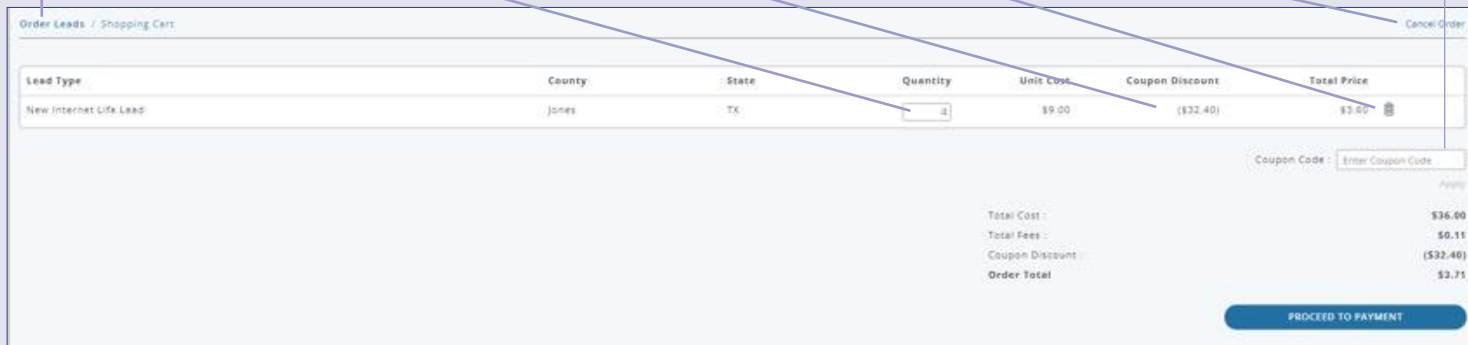 Order Leads / Shopping Cart
Cancel Order
Lead Type County State Quantity Unit Cost Coupon Discount Total Price
New Internet Life Lead Jones TX 4 $9.00 ($32.40) $3.60
Coupon Code : Enter Coupon Code
Apply
Total Cost : $36.00
Total Fees : $0.11
Coupon Discount : ($32.40)
Order Total $3.71
PROCEED TO PAYMENT